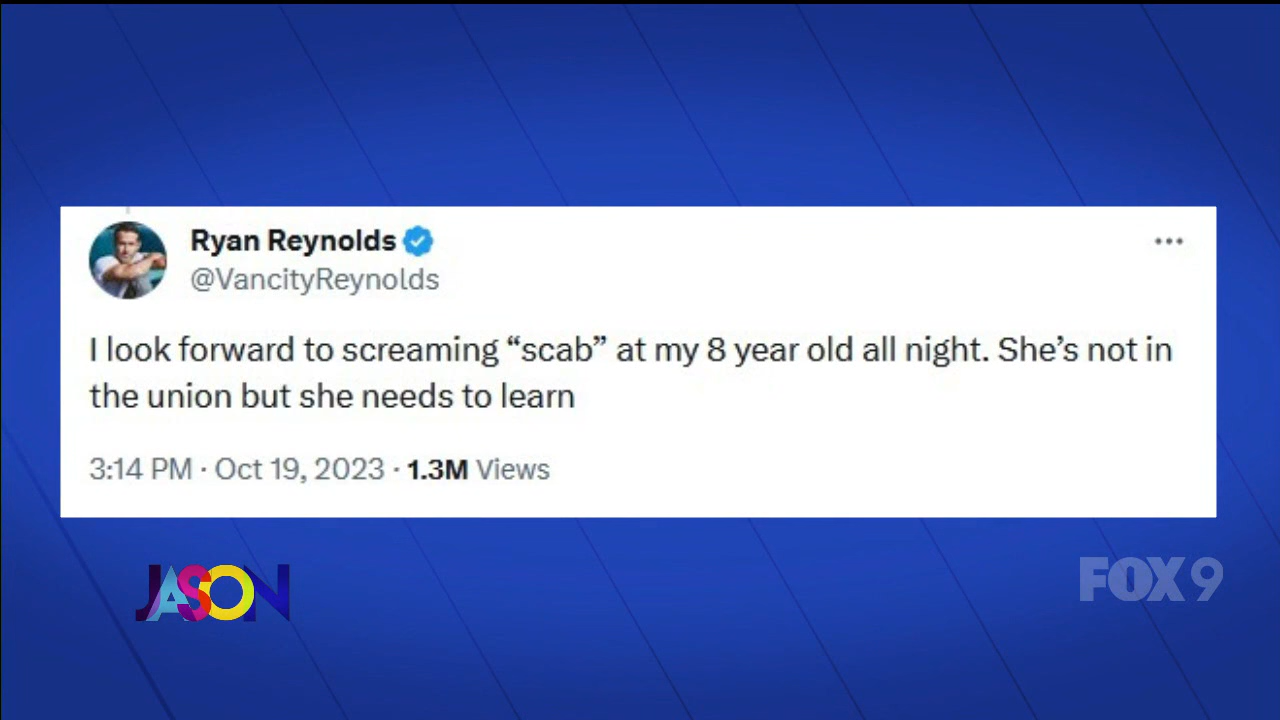 Ryan Reynolds
@VancityReynolds
I look forward to screaming “scab” at my 8 year old all night. She’s not in
the union but she needs to learn
3:14 PM · Oct 19, 2023 · 1.3M Views
JASON
FOX 9